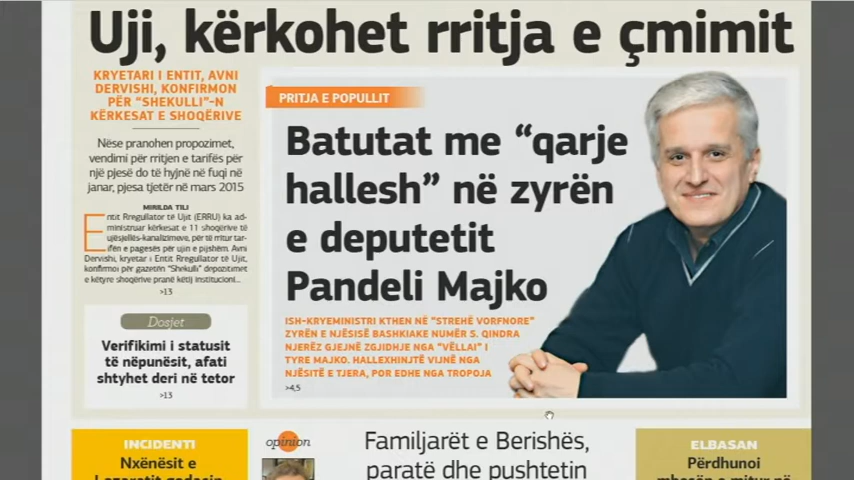 Uji, kërkohet rritja e çmimit
KRYETARI I ENTIT, AVNI
DERVISHI, KONFIRMON
PËR "SHEKULLI"-N
KËRKESAT E SHOQËRIVE
Nëse pranohen propozimet,
vendimi për rritjen e tarifës për
një pjesë do të hyjnë në fuqi në
janar, pjesa tjetër në mars 2015
MIRILDA TILI
Entit Rregullator të Ujit (ERRU) ka ad-
ministruar kërkesat e 11 shoqërive të
ujësjellës-kanalizimeve, për të rritur tar-
ifën e pagesës për ujin e pijshëm. Avni
Dervishi, kryetar i Entit Rregullator të Ujit,
konfirmoi për gazetën "Shekulli" depozitimet
e këtyre shoqërive pranë këtij institucioni...
>13
Dosjet
Verifikimi i statusit
të nëpunësit, afati
shtyhet deri në tetor
>13
PRITJA E POPULLIT
Batutat me "qarje
hallesh" në zyrën
e deputetit
Pandeli Majko
ISH-KRYEMINISTRI KTHEN NË "STREHË VORFNORE"
ZYRËN E NJËSISË BASHKIAKE NUMËR 5. QINDRA
NJERËZ GJEJNË ZGJIDHJE NGA "VËLLAI" I
TYRE MAJKO. HALLEXHINJTË VIJNË NGA
NJËSITË E TJERA, POR EDHE NGA TROPOJA
>4,5
INCIDENTI
Nxënësit e
opinion
Familjarët e Berishës,
paratë dhe pushtetin
ELBASAN
Përdhunoi